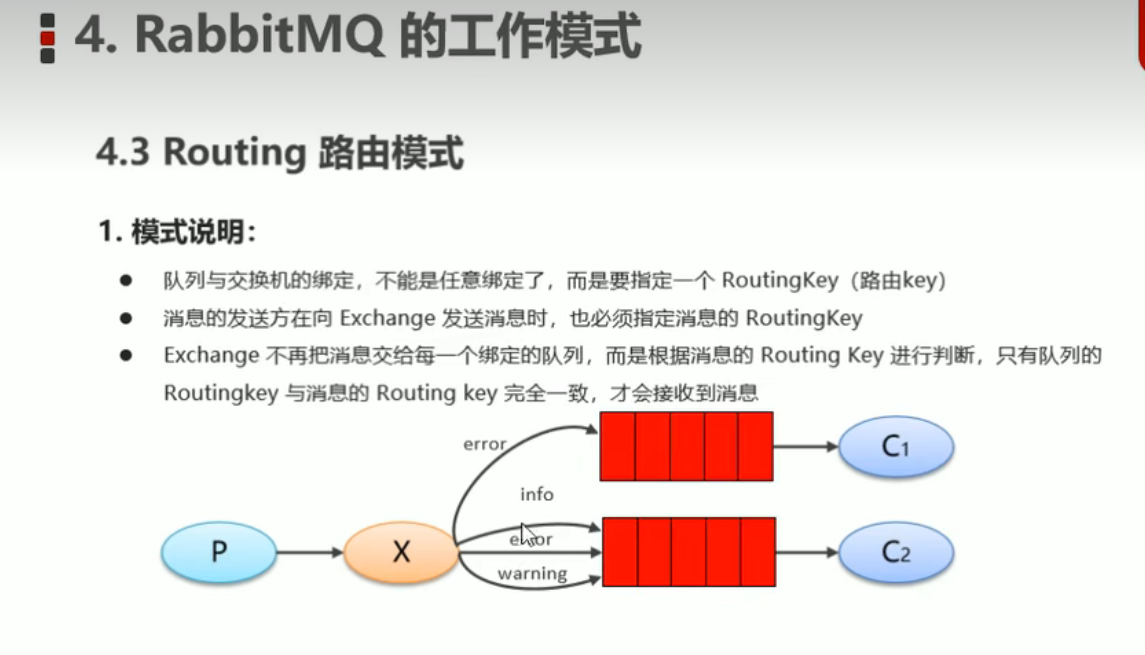 4. RabbitMQ 的工作模式
4.3 Routing 路由模式
1. 模式说明：
● 队列与交换机的绑定，不能是任意绑定了，而是要指定一个 RoutingKey（路由key）
● 消息的发送方在向 Exchange 发送消息时，也必须指定消息的 RoutingKey
● Exchange 不再把消息交给每一个绑定的队列，而是根据消息的 Routing Key 进行判断，只有队列的
Routingkey 与消息的 Routing key 完全一致，才会接收到消息
error
C1
info
P
X
error
C2
warning